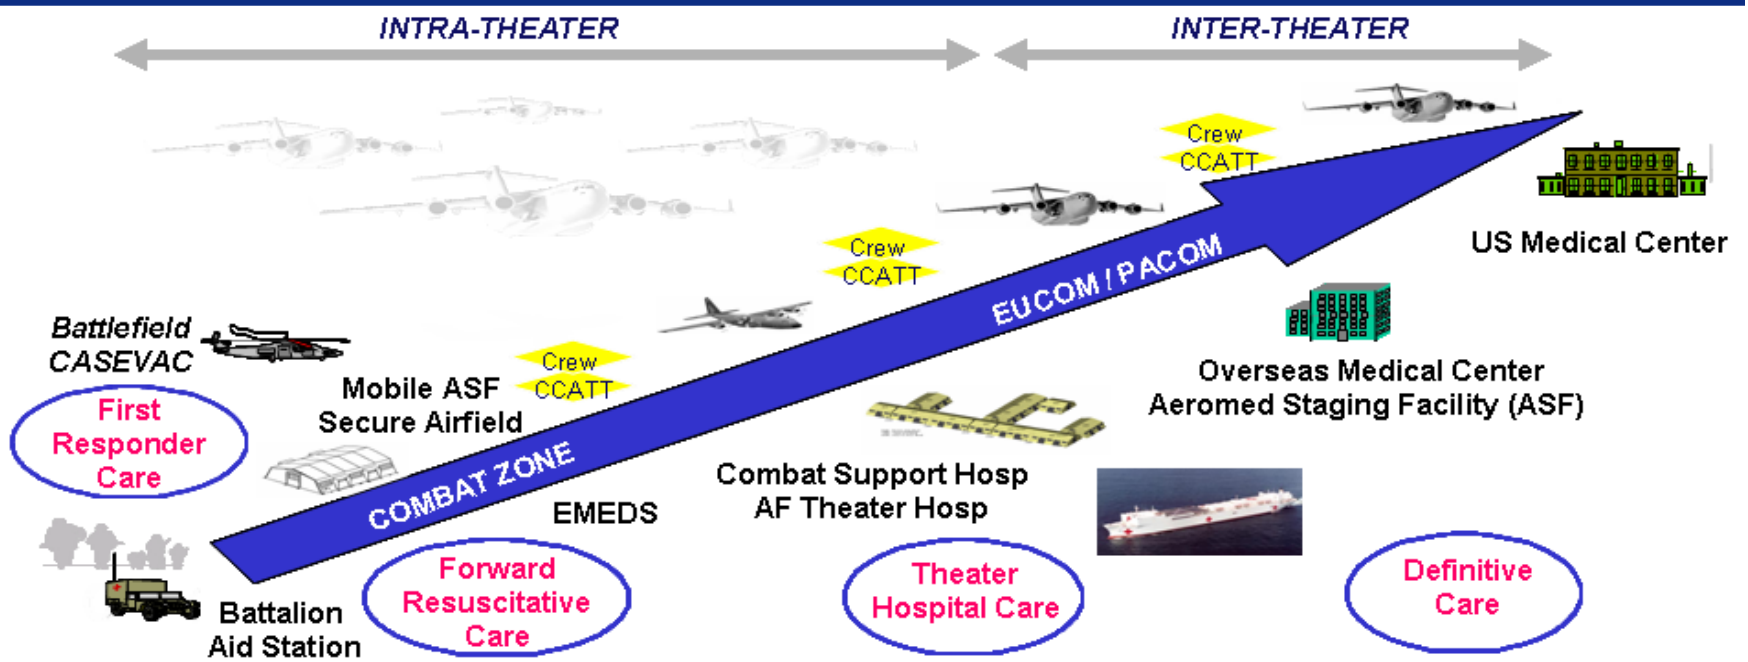 INTRA-THEATER
INTER-THEATER
Crew
CCATT
US Medical Center
Crew
CCATT
EUCOM / PACOM
Battlefield
CASEVAC
Crew
CCATT
Mobile ASF
Secure Airfield
Overseas Medical Center
Aeromed Staging Facility (ASF)
First
Responder
Care
COMBAT ZONE
Combat Support Hosp
AF Theater Hosp
EMEDS
Battalion
Aid Station
Forward
Resuscitative
Care
Theater
Hospital Care
Definitive
Care